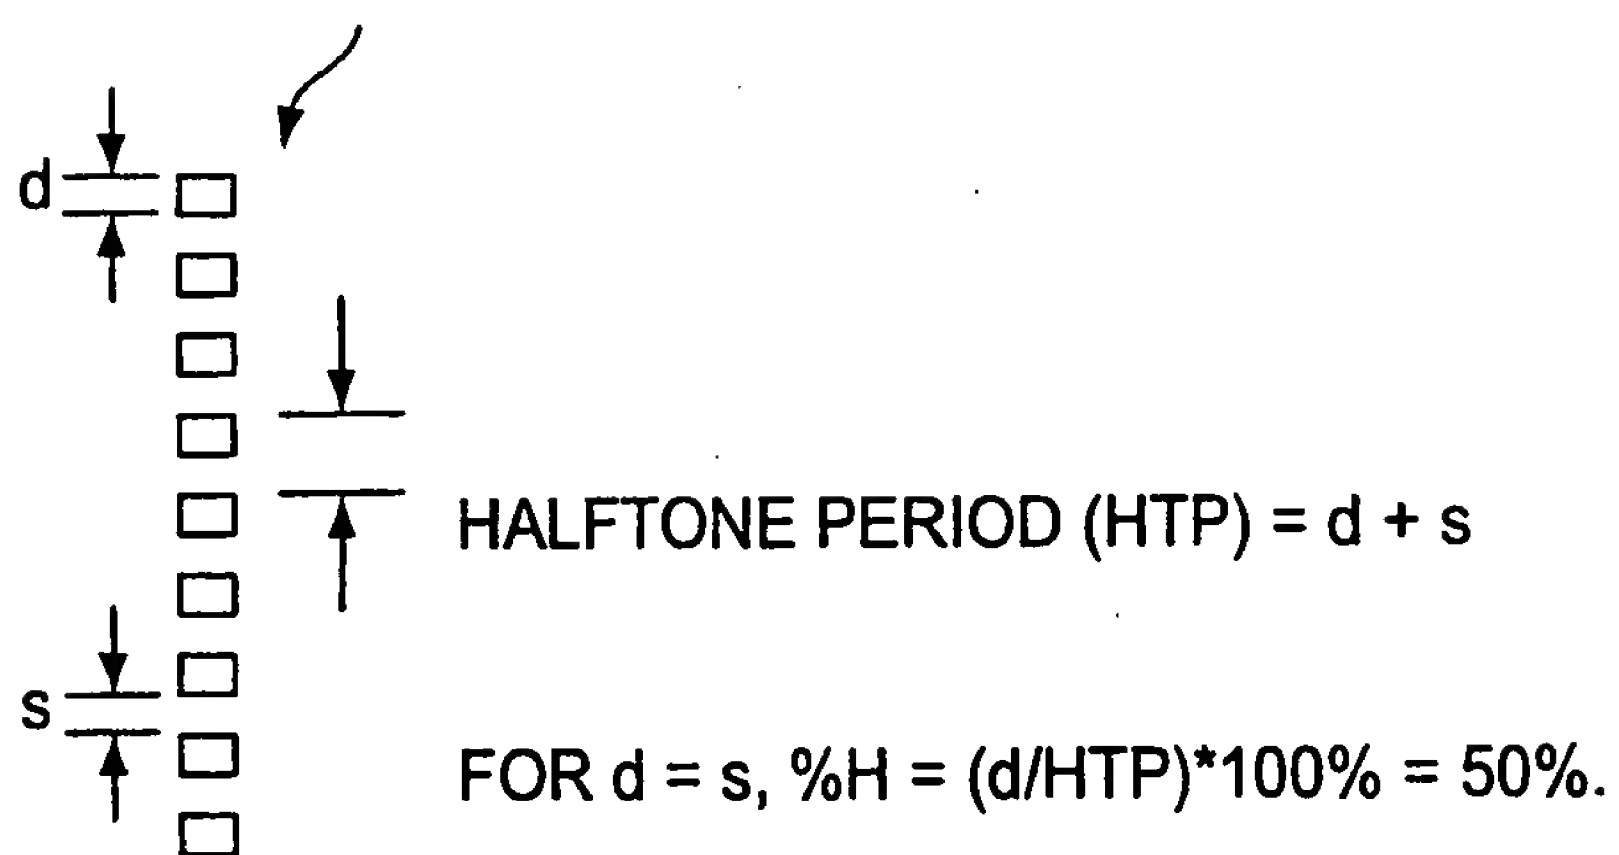 d
HALFTONE PERIOD (HTP) = d + s
s
FOR d = s, %H = (d/HTP)*100% = 50%.